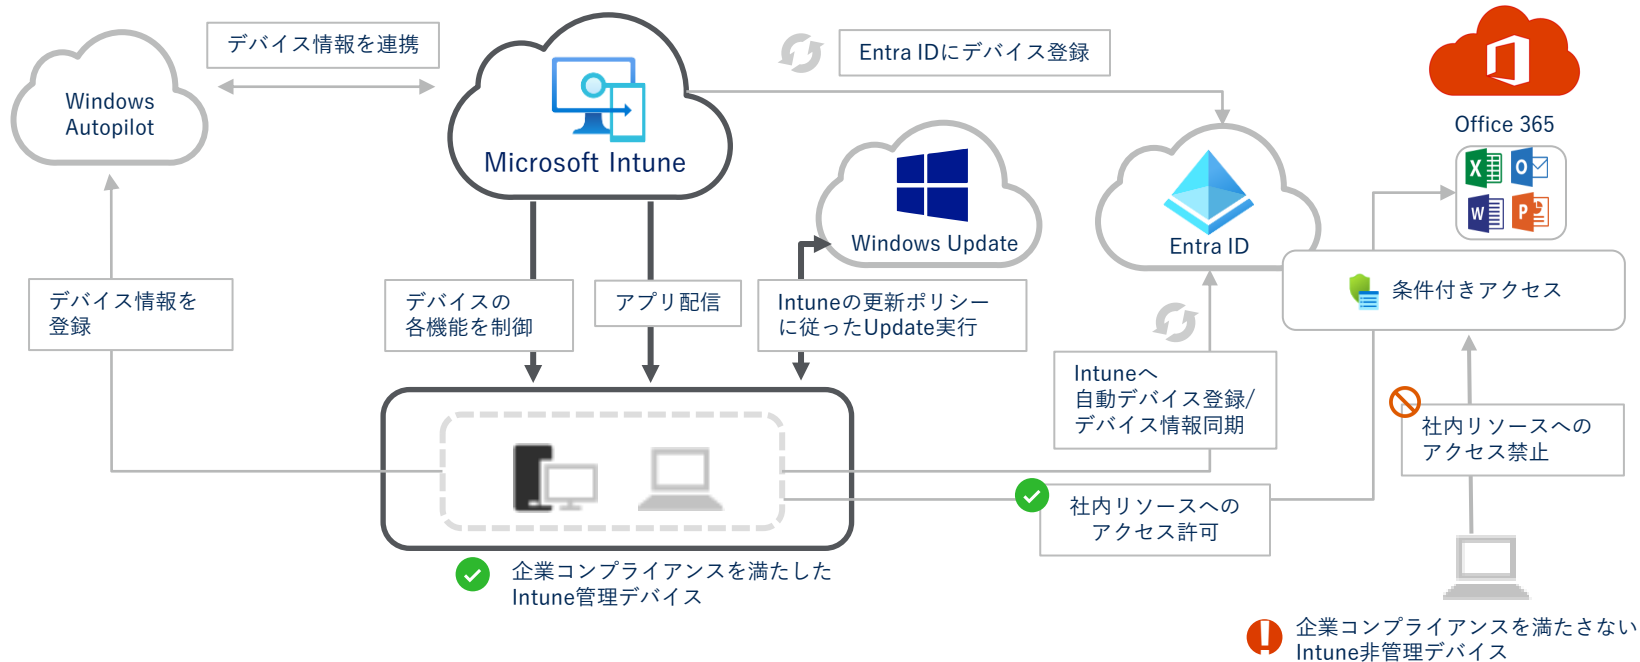 デバイス情報を連携
Windows
Autopilot
Microsoft Intune
Entra IDにデバイス登録
Office 365
Windows Update
Entra ID
条件付きアクセス
デバイス情報を
登録
デバイスの
各機能を制御
アプリ配信
Intuneの更新ポリシー
に従ったUpdate実行
Intuneへ
自動デバイス登録/
デバイス情報同期
社内リソースへの
アクセス禁止
社内リソースへの
アクセス許可
企業コンプライアンスを満たした
Intune管理デバイス
企業コンプライアンスを満たさない
Intune非管理デバイス